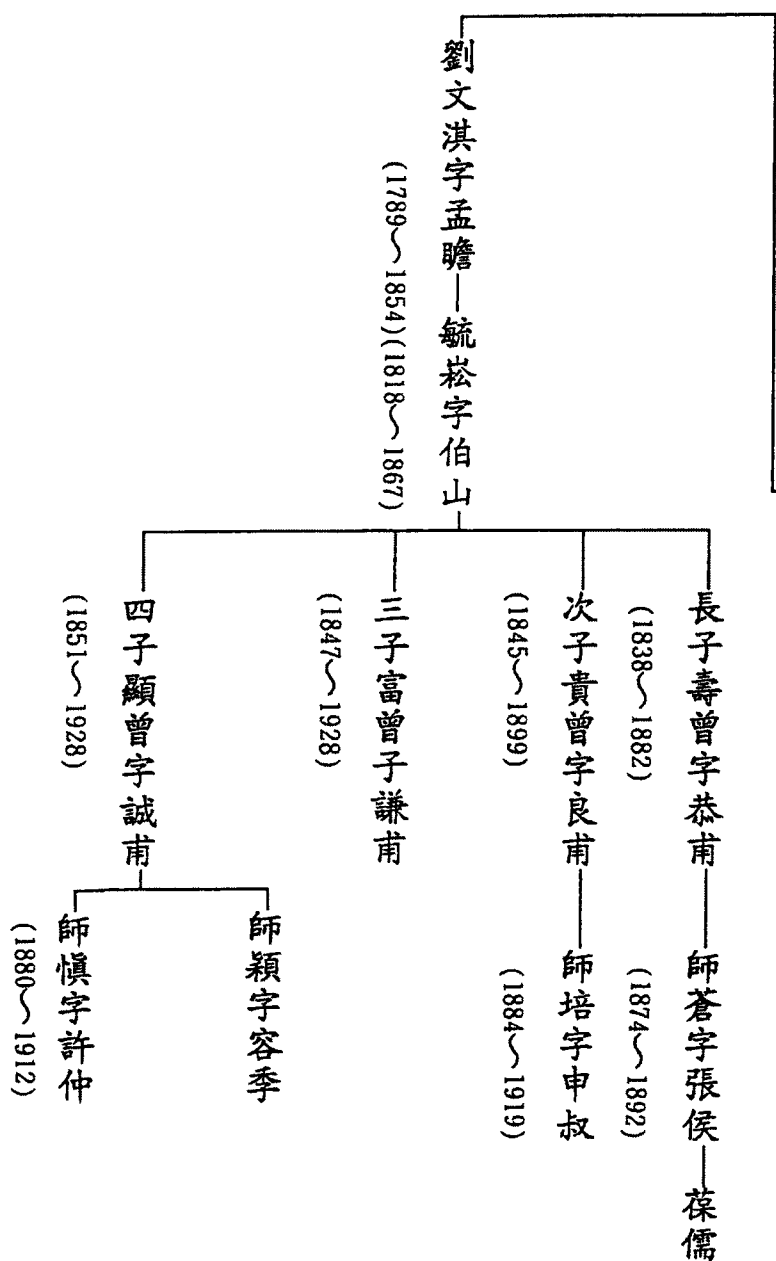 劉文淇字孟瞻—毓崧字伯山
(1789～1854)(1818～1867)
長子壽曾字恭甫—師蒼字張侯—葆儒
(1838～1882)
(1874～1892)
次子貴曾字良甫—師培字申叔
(1845～1899)
(1884～1919)
三子富曾子謙甫
(1847～1928)
四子顯曾字誠甫
(1851～1928)
師穎字容季
師愼字許仲
(1880～1912)